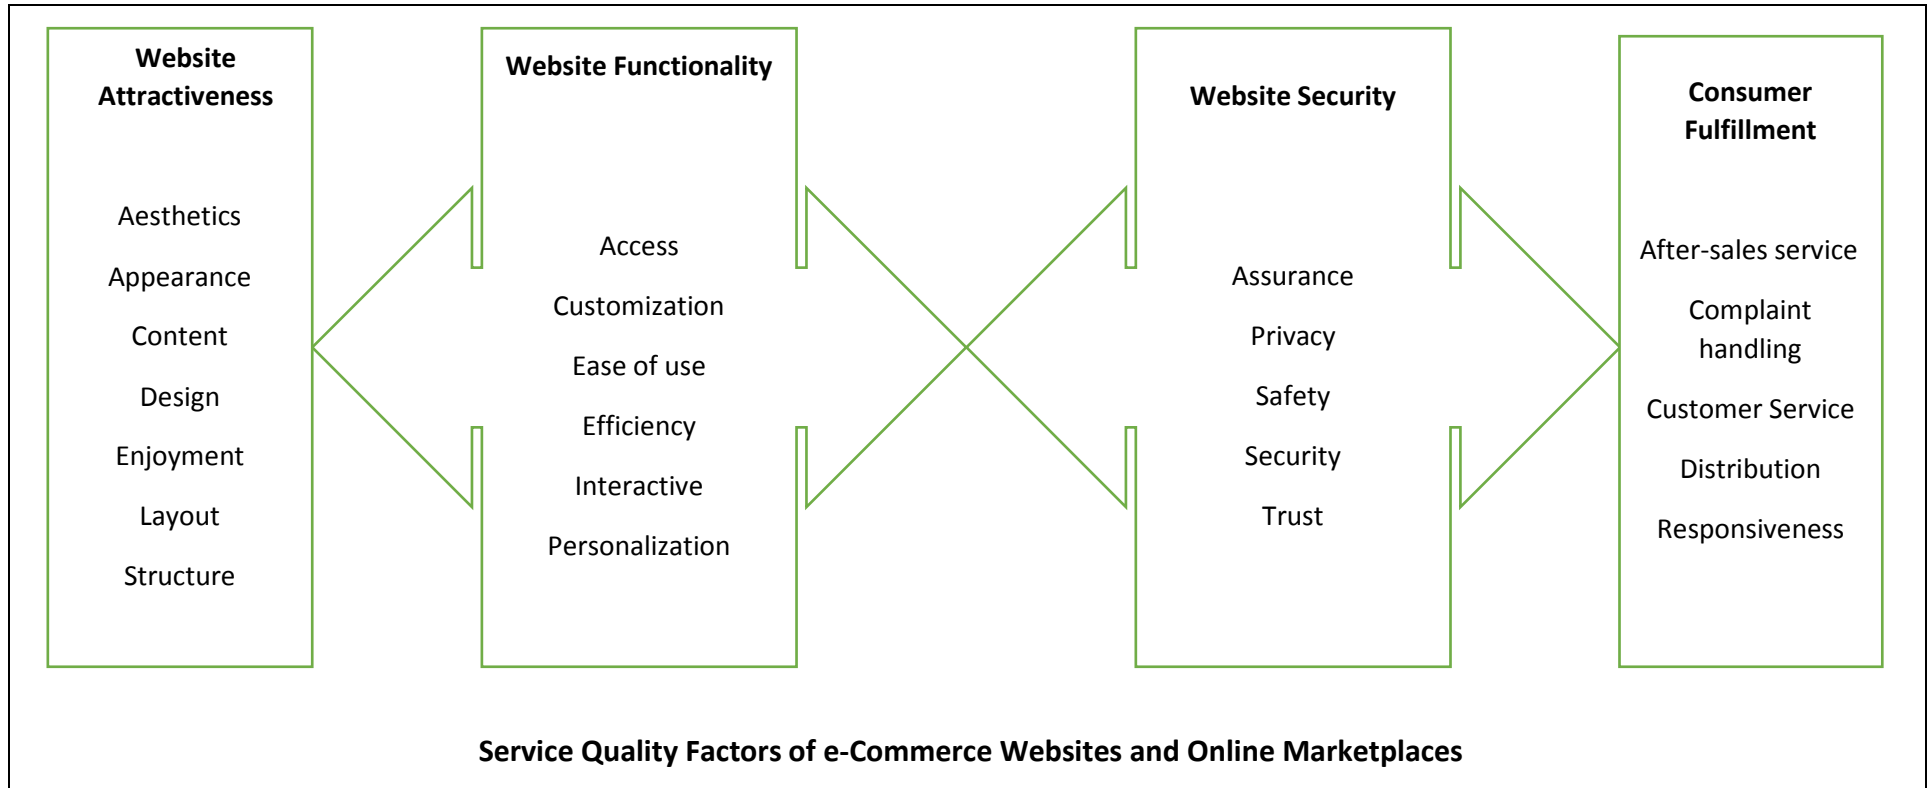 Website
Attractiveness
Aesthetics
Appearance
Content
Design
Enjoyment
Layout
Structure
Website Functionality
Access
Customization
Ease of use
Efficiency
Interactive
Personalization
Website Security
Assurance
Privacy
Safety
Security
Trust
Consumer
Fulfillment
After-sales service
Complaint
handling
Customer Service
Distribution
Responsiveness
Service Quality Factors of e-Commerce Websites and Online Marketplaces